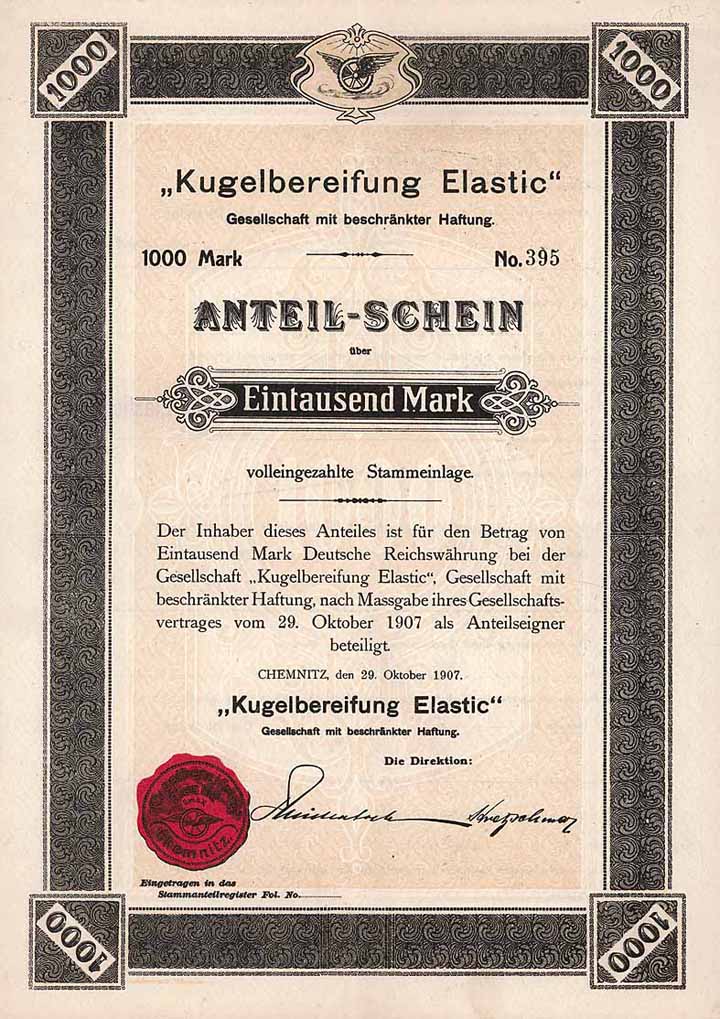 1000
1000
„Kugelbereifung Elastic“
Gesellschaft mit beschränkter Haftung.
1000 Mark No. 395
ANTEIL-SCHEIN
über
Eintausend Mark
volleingezahlte Stammeinlage.
Der Inhaber dieses Anteiles ist für den Betrag von
Eintausend Mark Deutsche Reichswährung bei der
Gesellschaft „Kugelbereifung Elastic“, Gesellschaft mit
beschränkter Haftung, nach Massgabe ihres Gesellschafts-
vertrages vom 29. Oktober 1907 als Anteilseigner
beteiligt.
CHEMNITZ, den 29. Oktober 1907.
„Kugelbereifung Elastic“
Gesellschaft mit beschränkter Haftung.
Die Direktion:
Chemnitz.
Eingetragen in das
Stammanteilregister Fol. No.
1000
1000